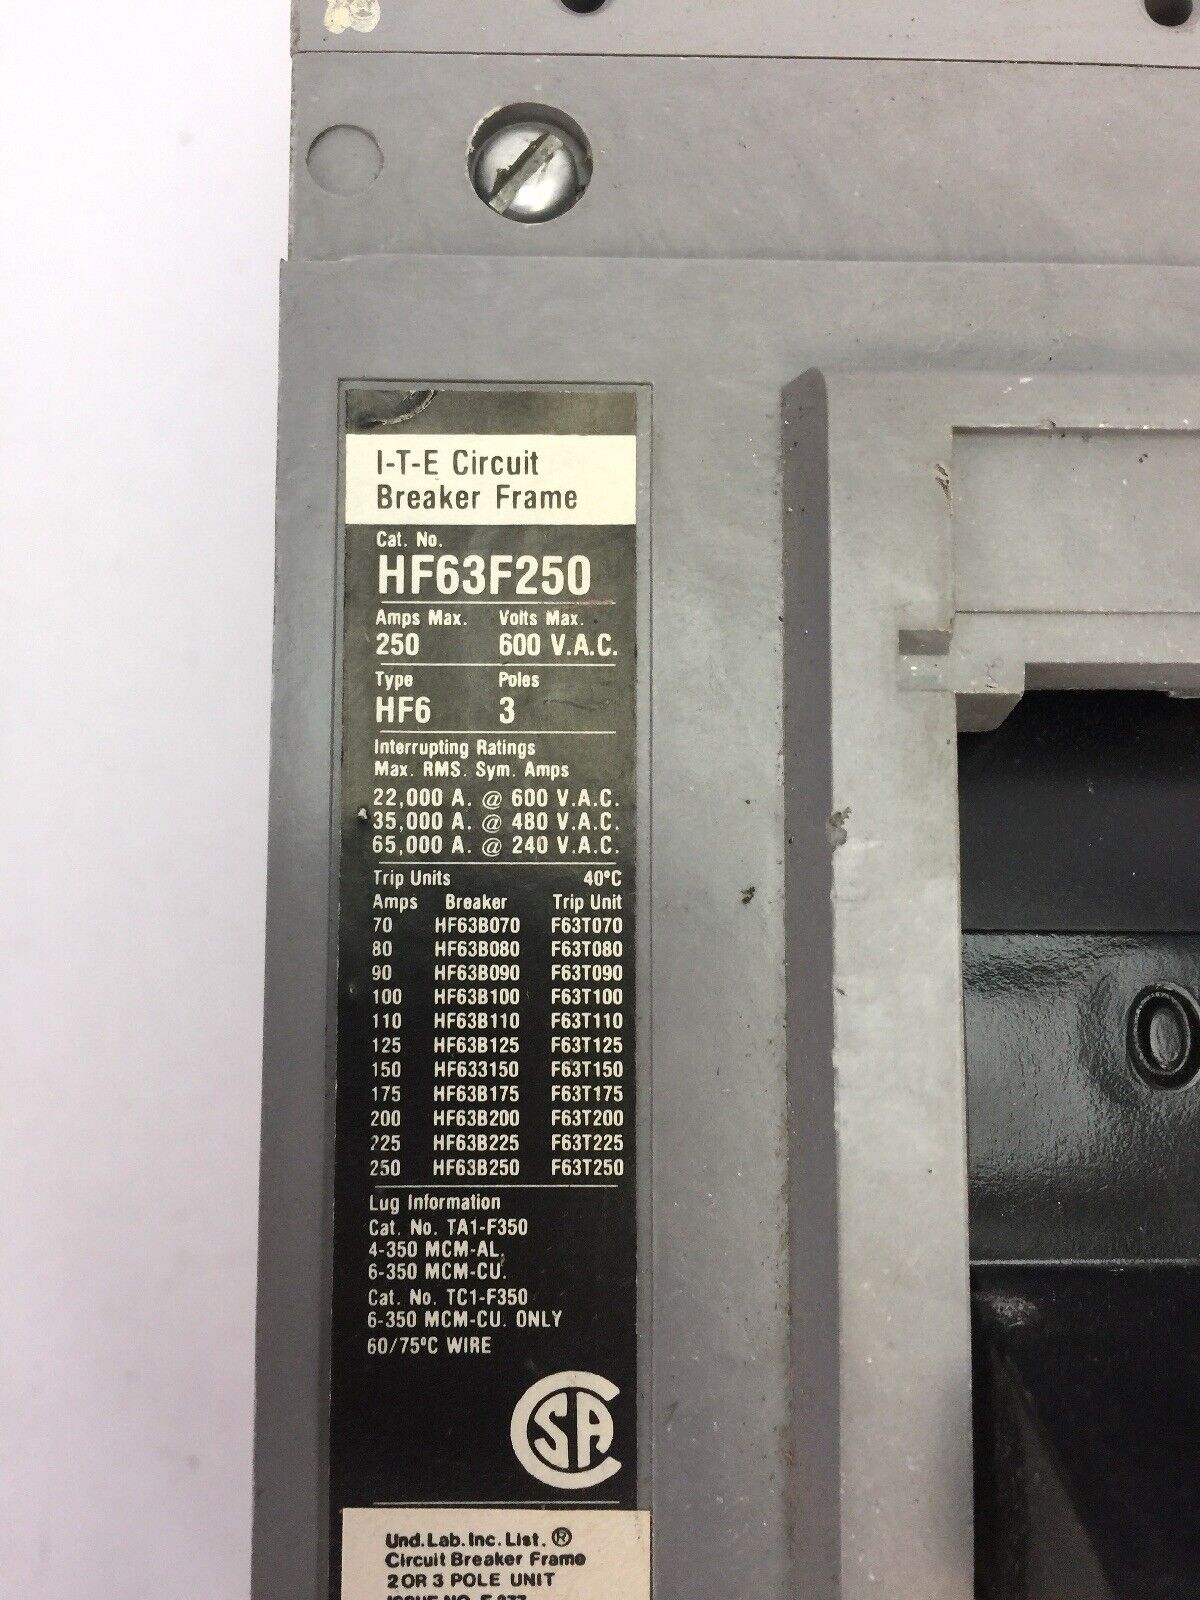 I-T-E Circuit
Breaker Frame
Cat. No.
HF63F250
Amps Max. Volts Max.
250 600 V.A.C.
Type Poles
HF6 3
Interrupting Ratings
Max. RMS. Sym. Amps
22,000 A. @ 600 V.A.C.
35,000 A. @ 480 V.A.C.
65,000 A. @ 240 V.A.C.
Trip Units 40°C
Amps Breaker Trip Unit
70 HF63B070 F63T070
80 HF63B080 F63T080
90 HF63B090 F63T090
100 HF63B100 F63T100
110 HF63B110 F63T110
125 HF63B125 F63T125
150 HF633150 F63T150
175 HF63B175 F63T175
200 HF63B200 F63T200
225 HF63B225 F63T225
250 HF63B250 F63T250
Lug Information
Cat. No. TA1-F350
4-350 MCM-AL.
6-350 MCM-CU.
Cat. No. TC1-F350
6-350 MCM-CU. ONLY
60/75°C WIRE
CSA
Und. Lab. Inc. List. ®
Circuit Breaker Frame
2 OR 3 POLE UNIT
ISSUE NO.
O